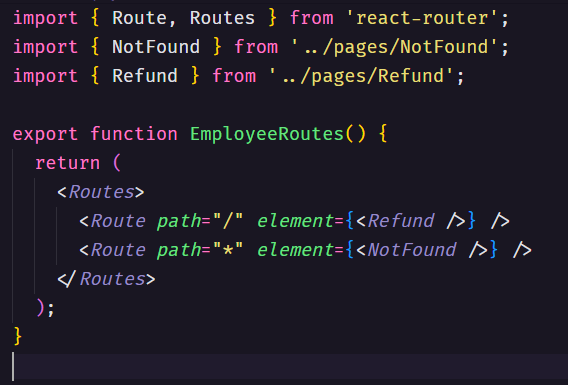 import { Route, Routes } from 'react-router';
import { NotFound } from '../pages/NotFound';
import { Refund } from '../pages/Refund';

export function EmployeeRoutes() {
  return (
    <Routes>
      <Route path="/" element={<Refund />} />
      <Route path="*" element={<NotFound />} />
    </Routes>
  );
}